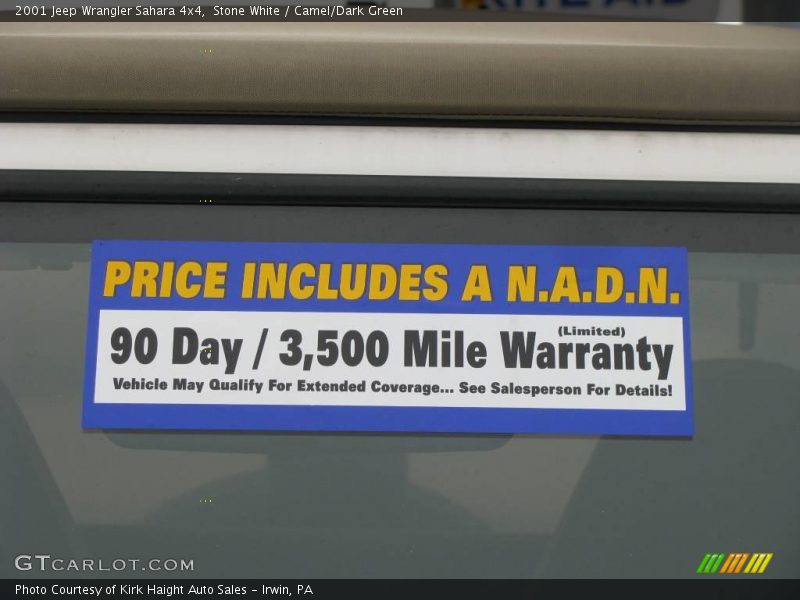 2001 Jeep Wrangler Sahara 4x4, Stone White / Camel/Dark Green
PRICE INCLUDES A N.A.D.N.
(Limited)
90 Day / 3,500 Mile Warranty
Vehicle May Qualify For Extended Coverage... See Salesperson For Details!
GTCARLOT.COM
Photo Courtesy of Kirk Haight Auto Sales - Irwin, PA